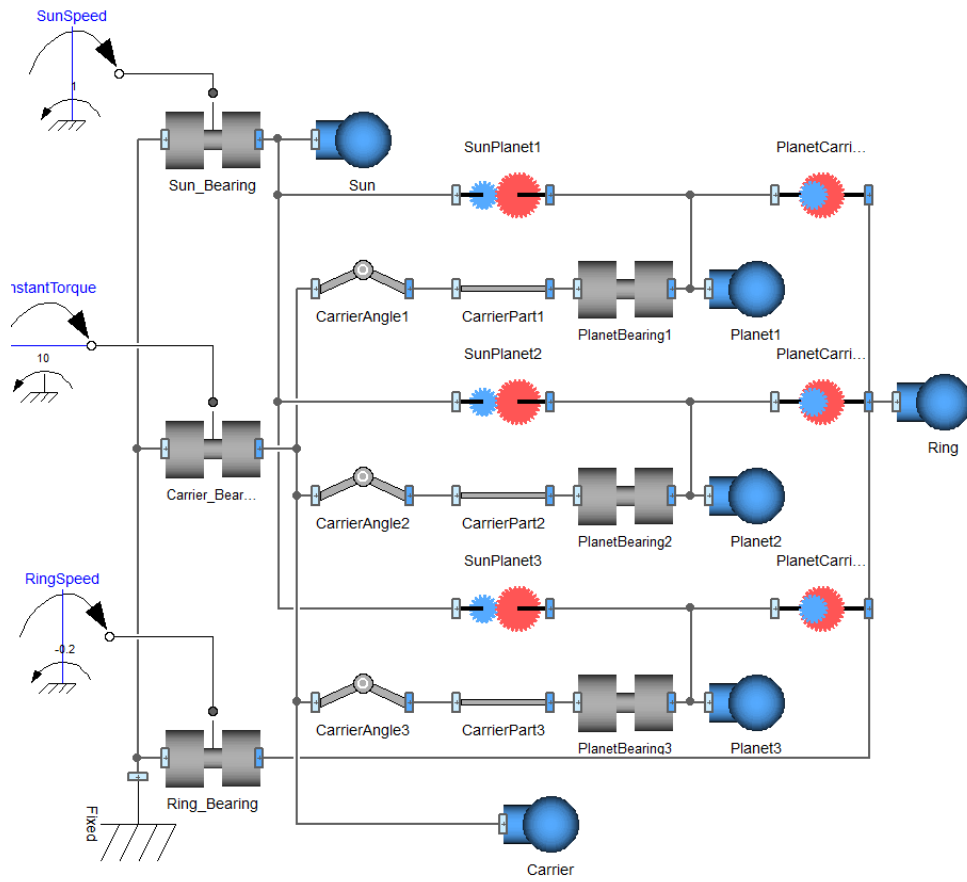 SunSpeed
1
Sun_Bearing
Sun
SunPlanet1
PlanetCarri...
nstantTorque
10
CarrierAngle1
CarrierPart1
PlanetBearing1
Planet1
SunPlanet2
PlanetCarri...
Ring
Carrier_Bear...
CarrierAngle2
CarrierPart2
PlanetBearing2
Planet2
SunPlanet3
PlanetCarri...
RingSpeed
-0.2
CarrierAngle3
CarrierPart3
PlanetBearing3
Planet3
Ring_Bearing
Fixed
Carrier